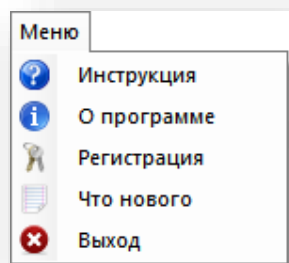 Меню
Инструкция
О программе
Регистрация
Что нового
Выход